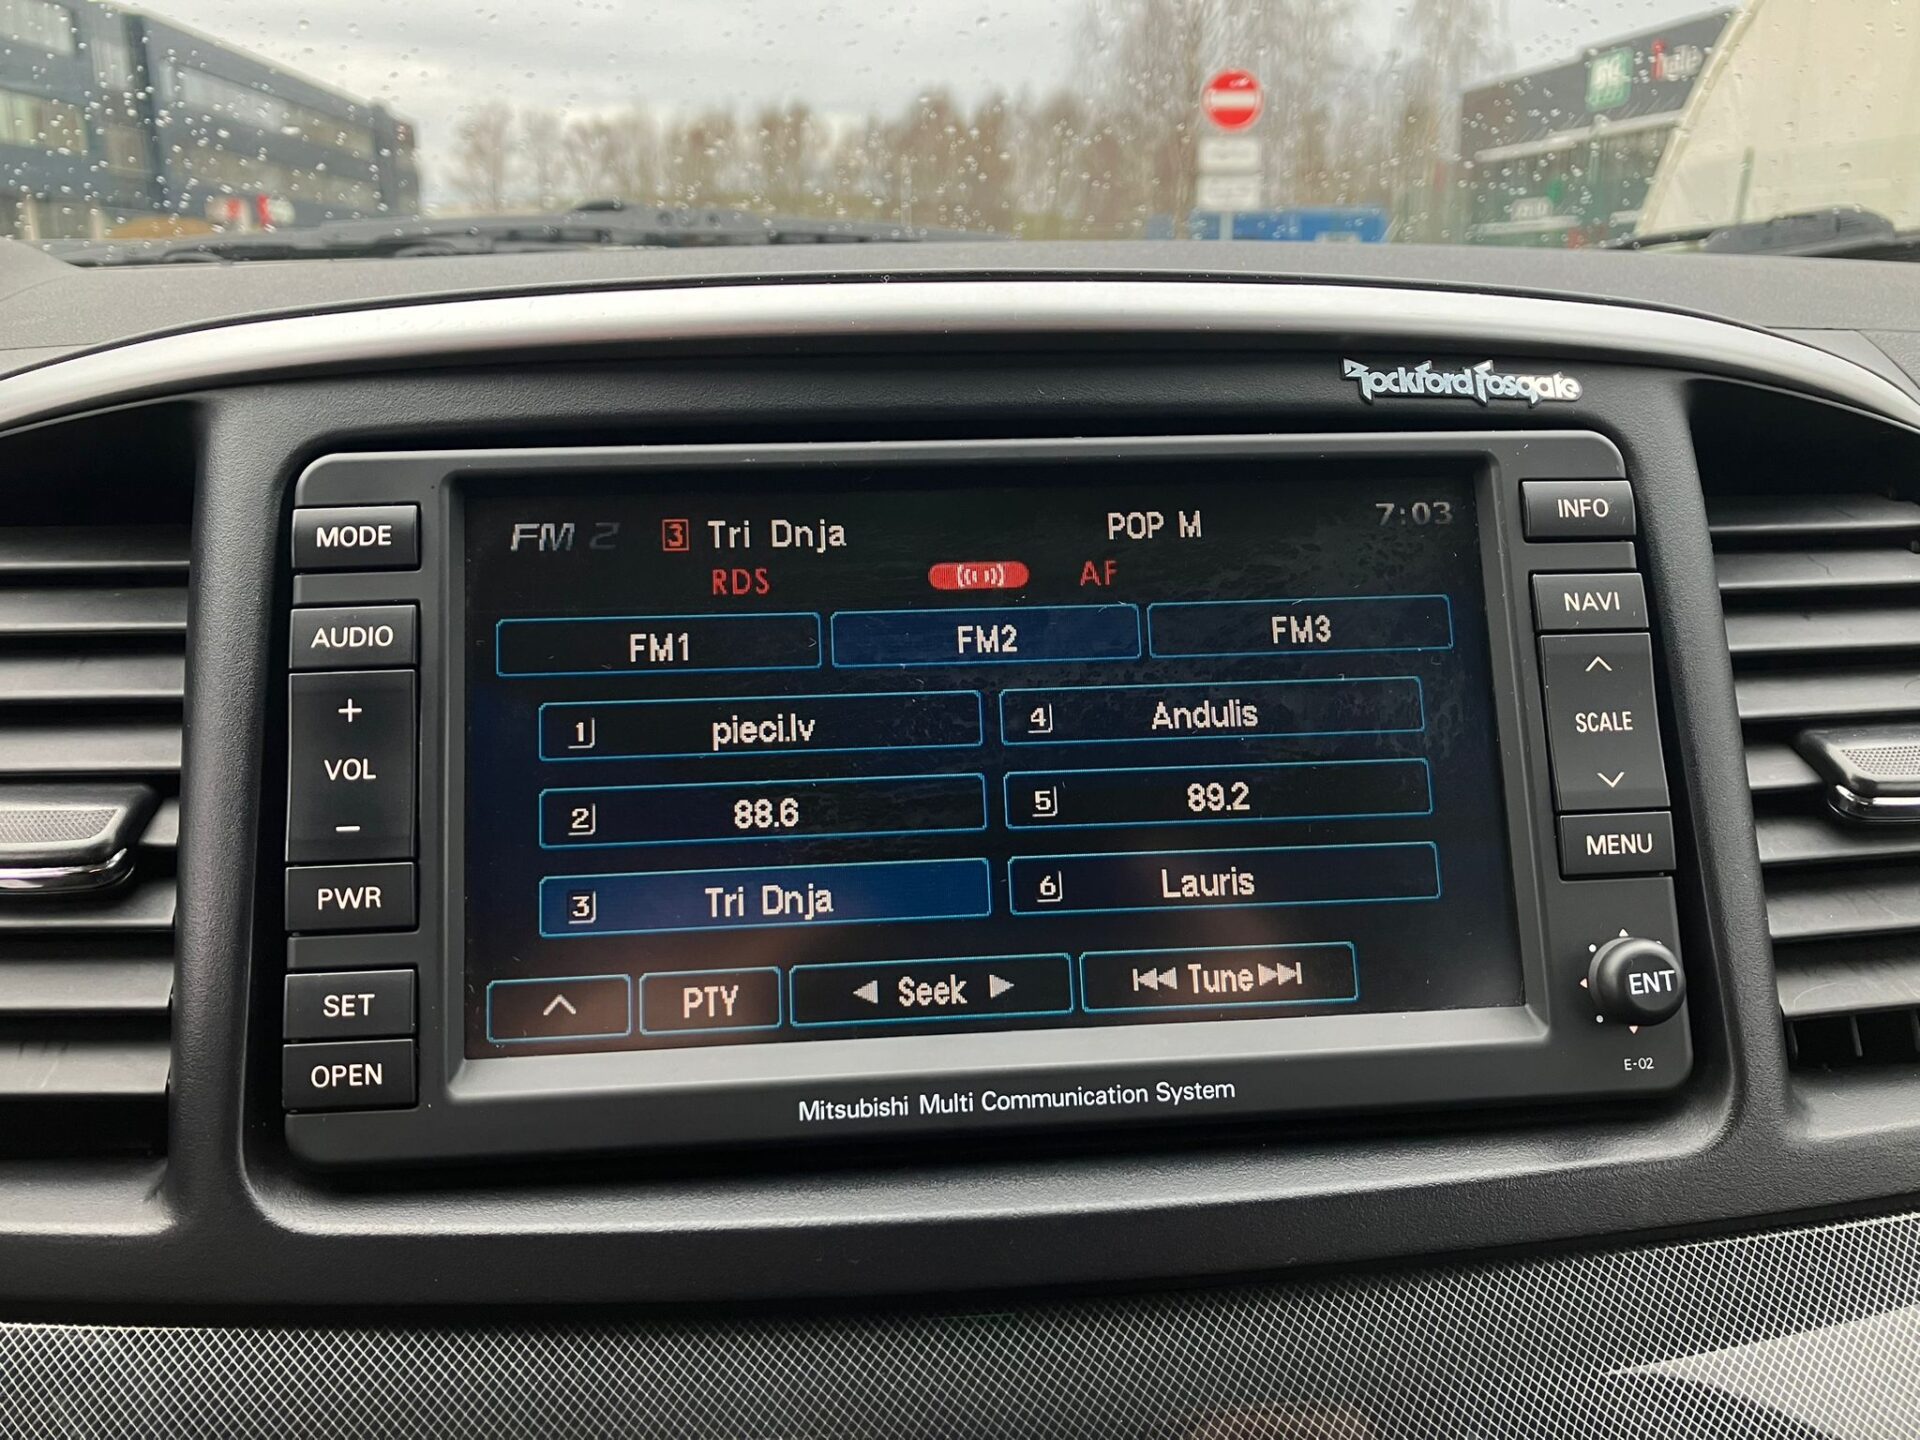 Rockford Fosgate
MODE
AUDIO
+
VOL
−
PWR
SET
OPEN
FM 2
3 Tri Dnja
POP M
7:03
RDS
AF
FM1
FM2
FM3
1 pieci.lv
4 Andulis
2 88.6
5 89.2
3 Tri Dnja
6 Lauris
PTY
Seek
Tune
INFO
NAVI
SCALE
MENU
ENT
E-02
Mitsubishi Multi Communication System